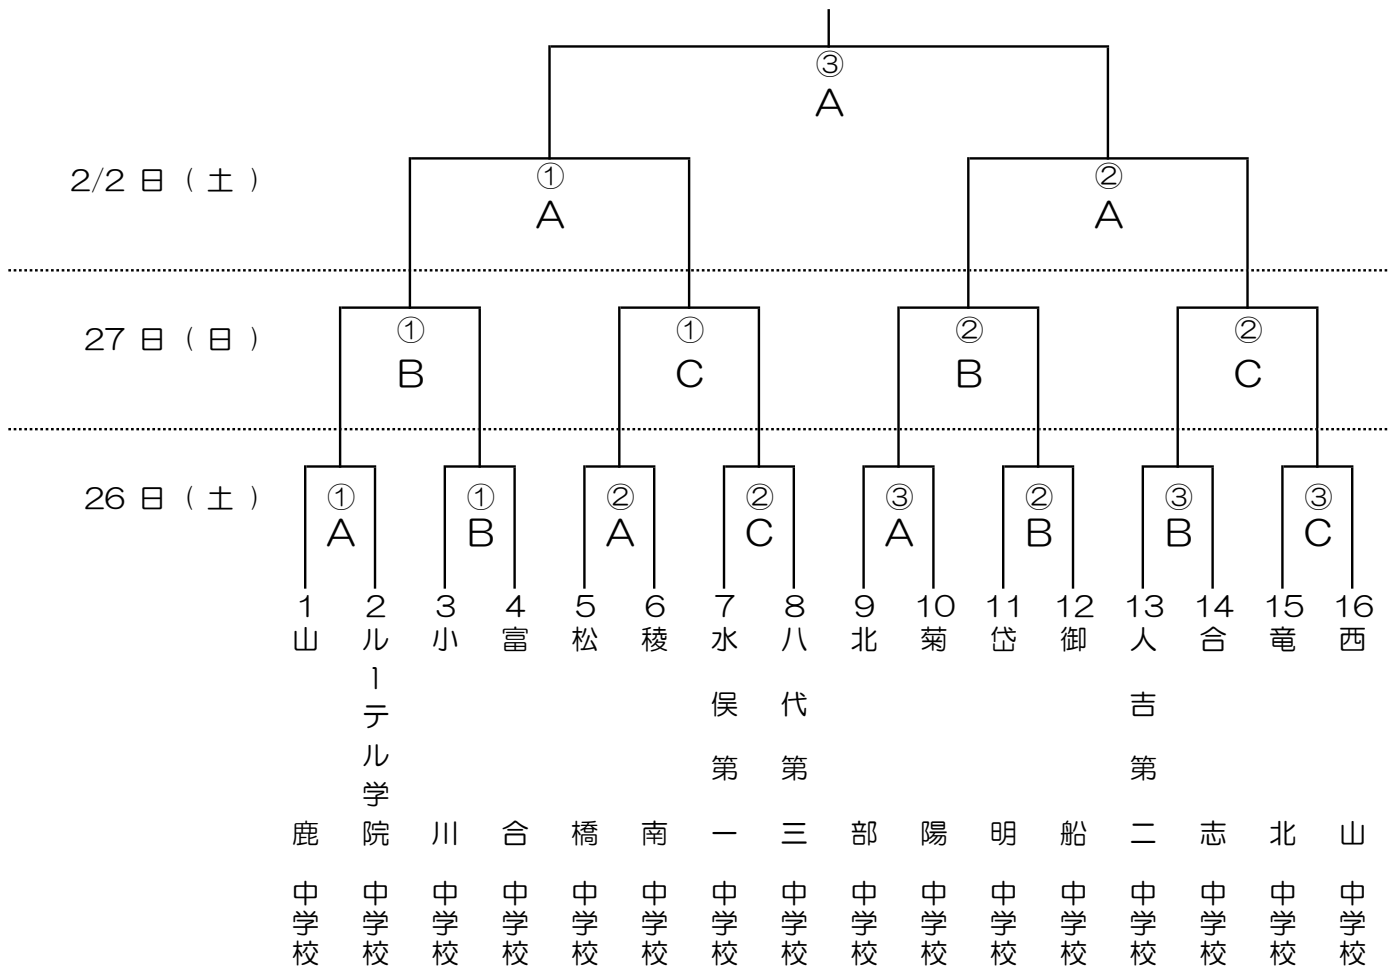 ③
A
2/2日(土)
①
A
②
A
27日(日)
①
B
①
C
②
B
②
C
26日(土)
①
A
①
B
②
A
②
C
③
A
②
B
③
B
③
C
1
山鹿中学校
2
ルーテル学院中学校
3
小川中学校
4
富合中学校
5
松橋中学校
6
稜南中学校
7
水俣第一中学校
8
八代第三中学校
9
北部中学校
10
菊陽中学校
11
岱明中学校
12
御船中学校
13
人吉第二中学校
14
合志中学校
15
竜北中学校
16
西山中学校